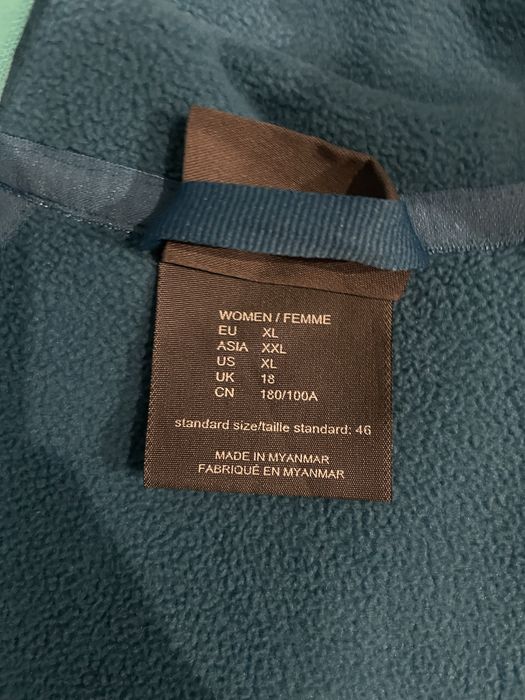 WOMEN / FEMME
EU XL
ASIA XXL
US XL
UK 18
CN 180/100A
standard size/taille standard: 46
MADE IN MYANMAR
FABRIQUÉ EN MYANMAR